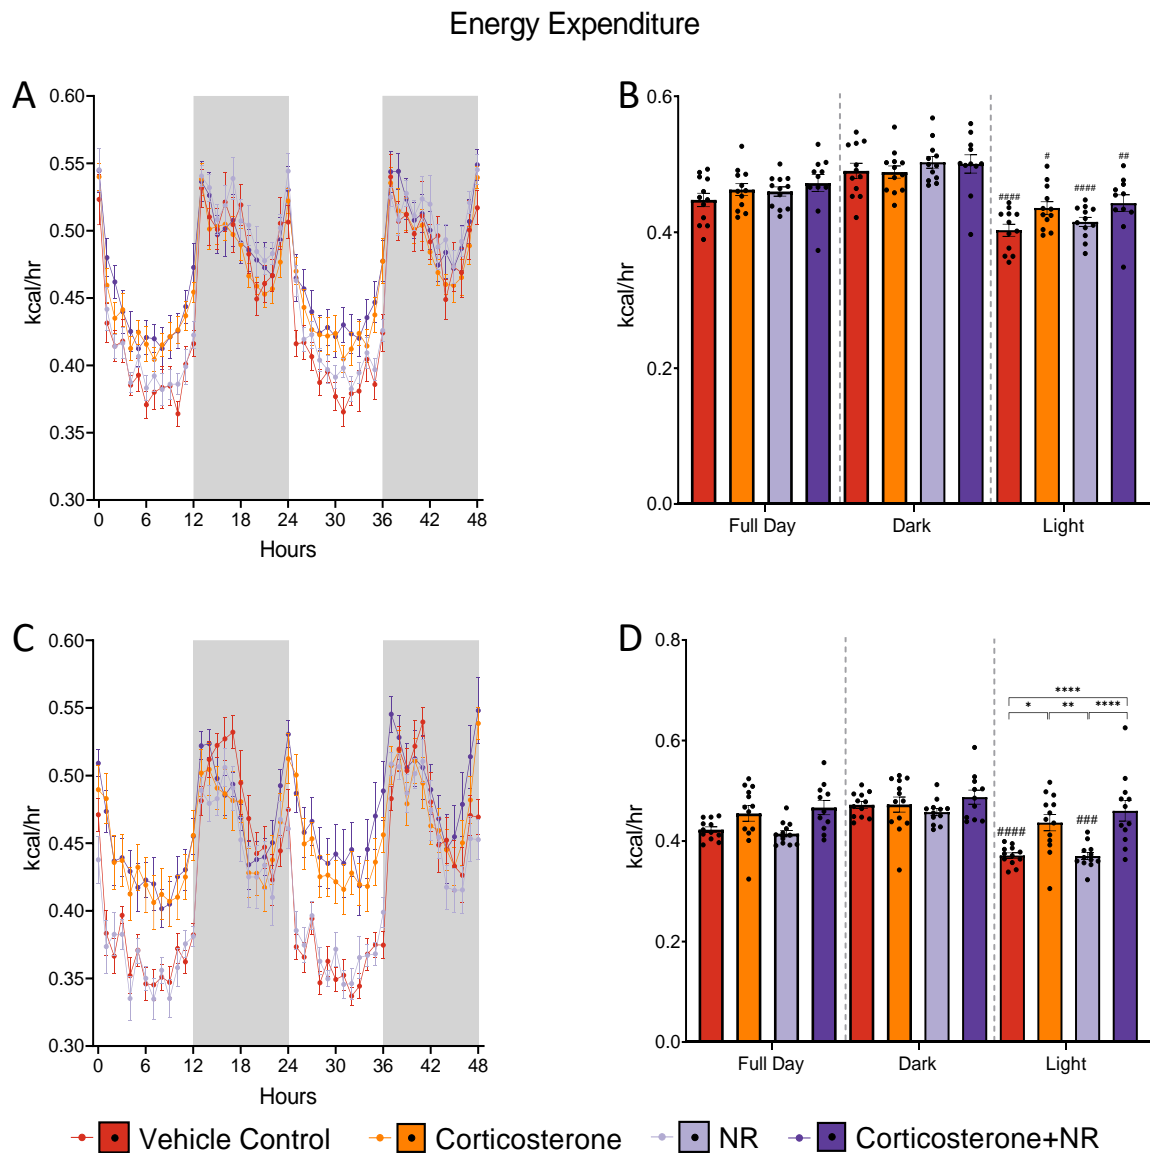 Energy Expenditure
A
kcal/hr
0.60
0.55
0.50
0.45
0.40
0.35
0.30
0 6 12 18 24 30 36 42 48
Hours
B
kcal/hr
0.6
0.4
0.2
0.0
#### # #### ##
Full Day Dark Light
C
kcal/hr
0.60
0.55
0.50
0.45
0.40
0.35
0.30
0 6 12 18 24 30 36 42 48
Hours
D
kcal/hr
0.8
0.6
0.4
0.2
0.0
****
* ** ****
#### ###
Full Day Dark Light
Vehicle Control Corticosterone NR Corticosterone+NR